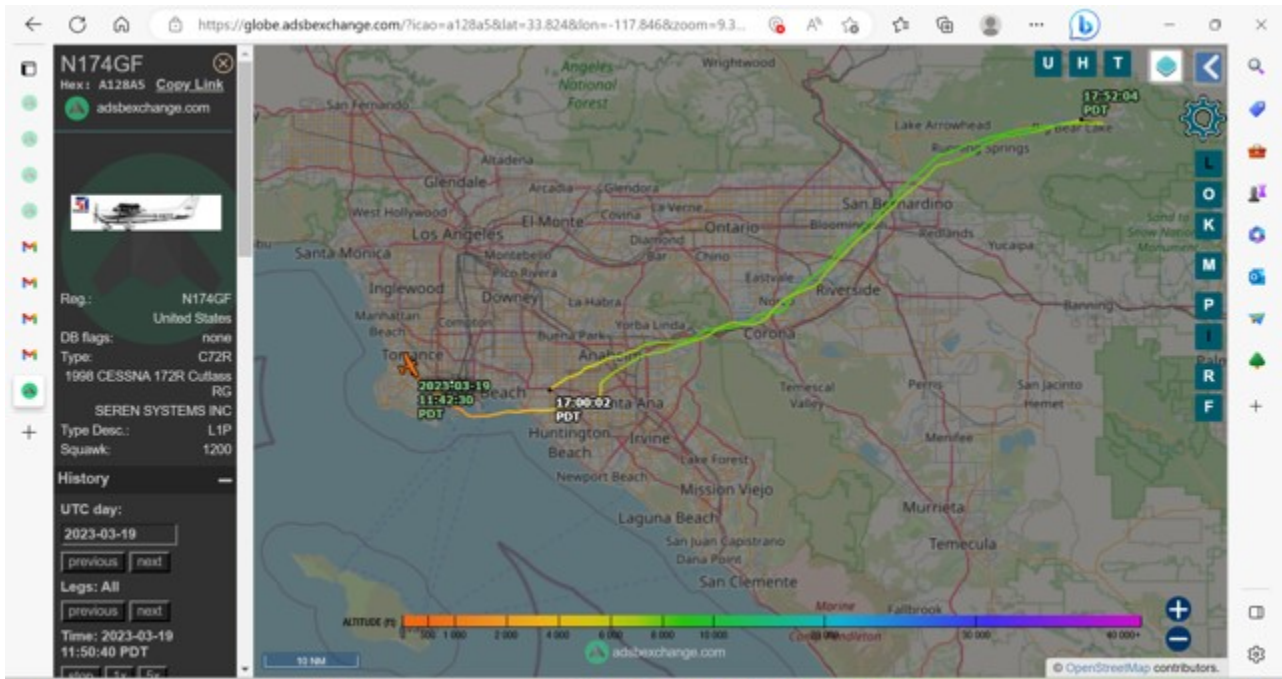 https://globe.adsbexchange.com/?icao=a128a5&lat=33.824&lon=-117.846&zoom=9.3...
N174GF
Hex: A128A5 Copy Link
adsbexchange.com
Reg.: N174GF
United States
DB flags: none
Type: C72R
1998 CESSNA 172R Cutlass
RG
SEREN SYSTEMS INC
Type Desc.: L1P
Squawk: 1200
History
UTC day:
2023-03-19
previous next
Legs: All
previous next
Time: 2023-03-19
11:50:40 PDT
stop 1x 5x
U H T
L
O
K
M
P
I
R
F
Angeles
National
Forest
Wrightwood
17:52:04
PDT
San Fernando
Lake Arrowhead
Big Bear Lake
Running Springs
Altadena
Glendale
Arcadia
Glendora
West Hollywood
Los Angeles
El Monte
Covina
La Verne
Ontario
Bloomington
San Bernardino
Redlands
Sand to
Snow National
Monument
Yucaipa
Santa Monica
Montebello
Diamond
Bar
Chino
Pico Rivera
Inglewood
Downey
La Habra
Eastvale
Norco
Riverside
Banning
Manhattan
Beach
Compton
Buena Park
Yorba Linda
Corona
Torrance
Anaheim
2023-03-19
11:42:30
PDT
Beach
17:00:02
PDT
Santa Ana
Temescal
Valley
Perris
San Jacinto
Hemet
Huntington
Beach
Irvine
Menifee
Lake Forest
Newport Beach
Mission Viejo
Laguna Beach
Murrieta
San Juan Capistrano
Dana Point
Temecula
San Clemente
Marine
Fallbrook
ALTITUDE (ft)
0 500 1 000 2 000 4 000 6 000 8 000 10 000 20 000 30 000 40 000+
adsbexchange.com
10 NM
© OpenStreetMap contributors.